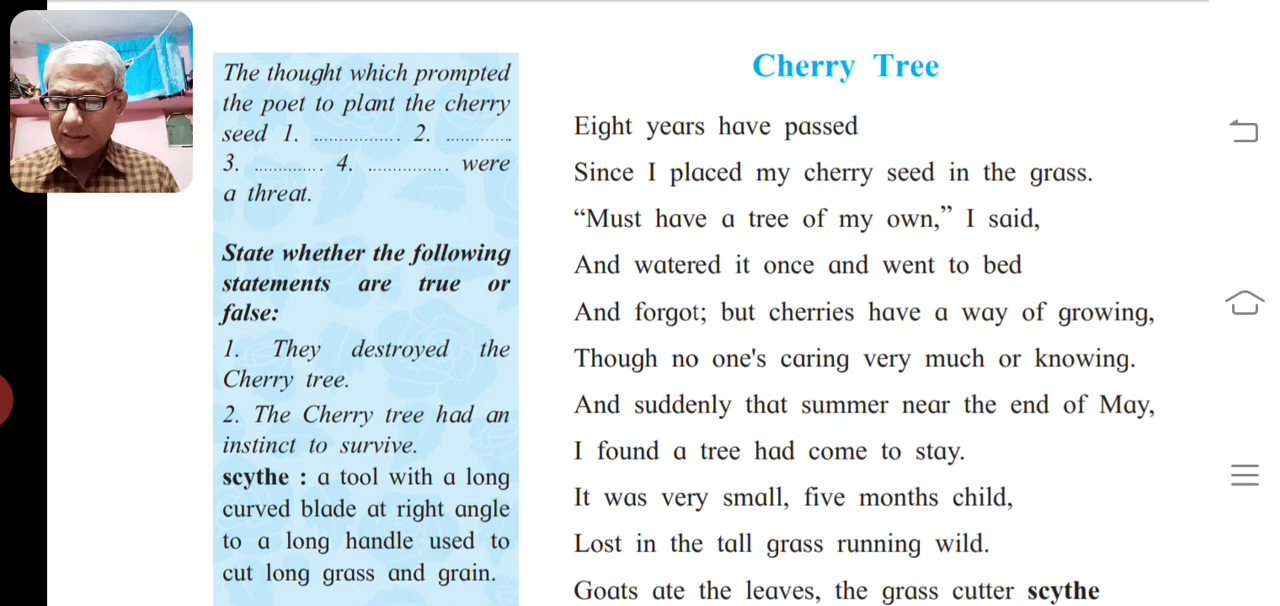 The thought which prompted
the poet to plant the cherry
seed 1. ................ 2. .............
3. ............. 4. ............... were
a threat.
State whether the following
statements are true or
false:
1. They destroyed the
Cherry tree.
2. The Cherry tree had an
instinct to survive.
scythe : a tool with a long
curved blade at right angle
to a long handle used to
cut long grass and grain.
Cherry Tree
Eight years have passed
Since I placed my cherry seed in the grass.
“Must have a tree of my own,” I said,
And watered it once and went to bed
And forgot; but cherries have a way of growing,
Though no one's caring very much or knowing.
And suddenly that summer near the end of May,
I found a tree had come to stay.
It was very small, five months child,
Lost in the tall grass running wild.
Goats ate the leaves, the grass cutter scythe